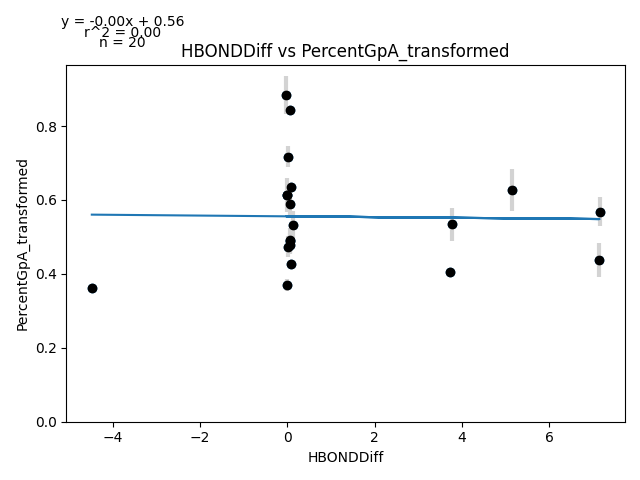 y = -0.00x + 0.56
r^2 = 0.00
n = 20
HBONDDiff vs PercentGpA_transformed
PercentGpA_transformed
0.8
0.6
0.4
0.2
0.0
−4
−2
0
2
4
6
HBONDDiff